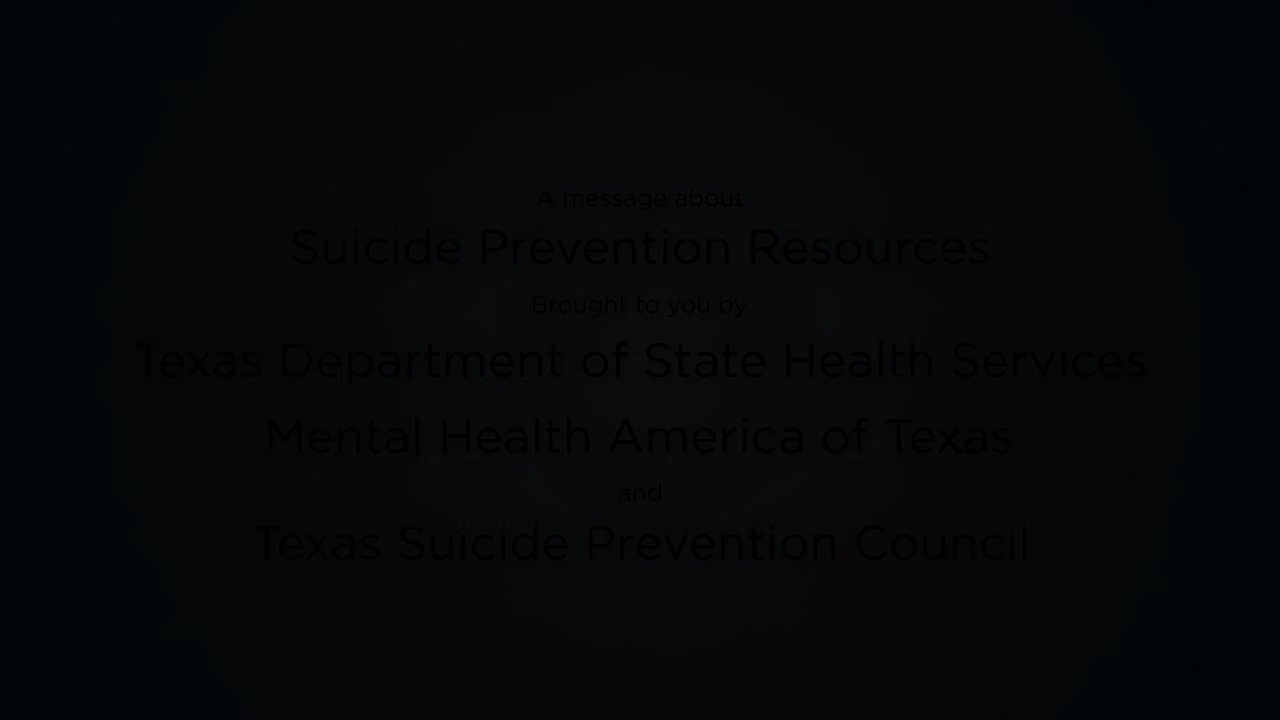 A message about
Suicide Prevention Resources
Brought to you by
Texas Department of State Health Services
Mental Health America of Texas
and
Texas Suicide Prevention Council